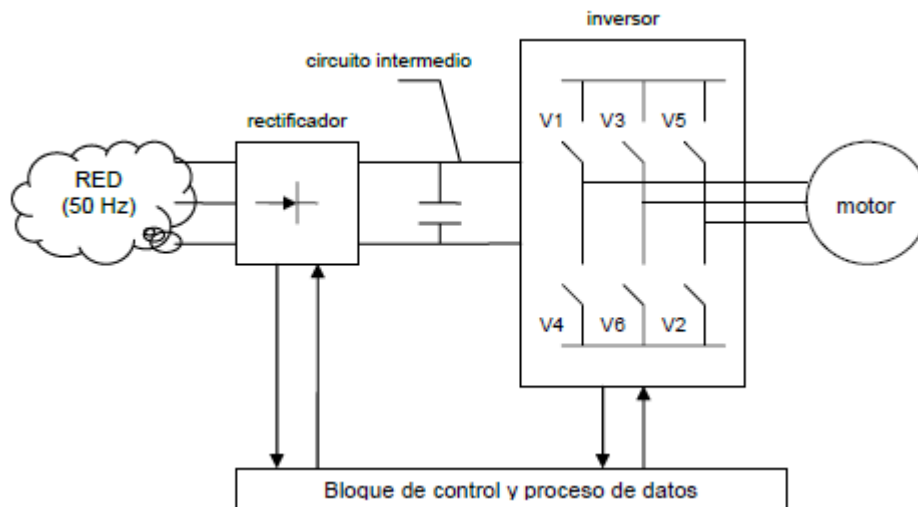 inversor
circuito intermedio
rectificador
V1 V3 V5
RED
(50 Hz)
motor
V4 V6 V2
Bloque de control y proceso de datos